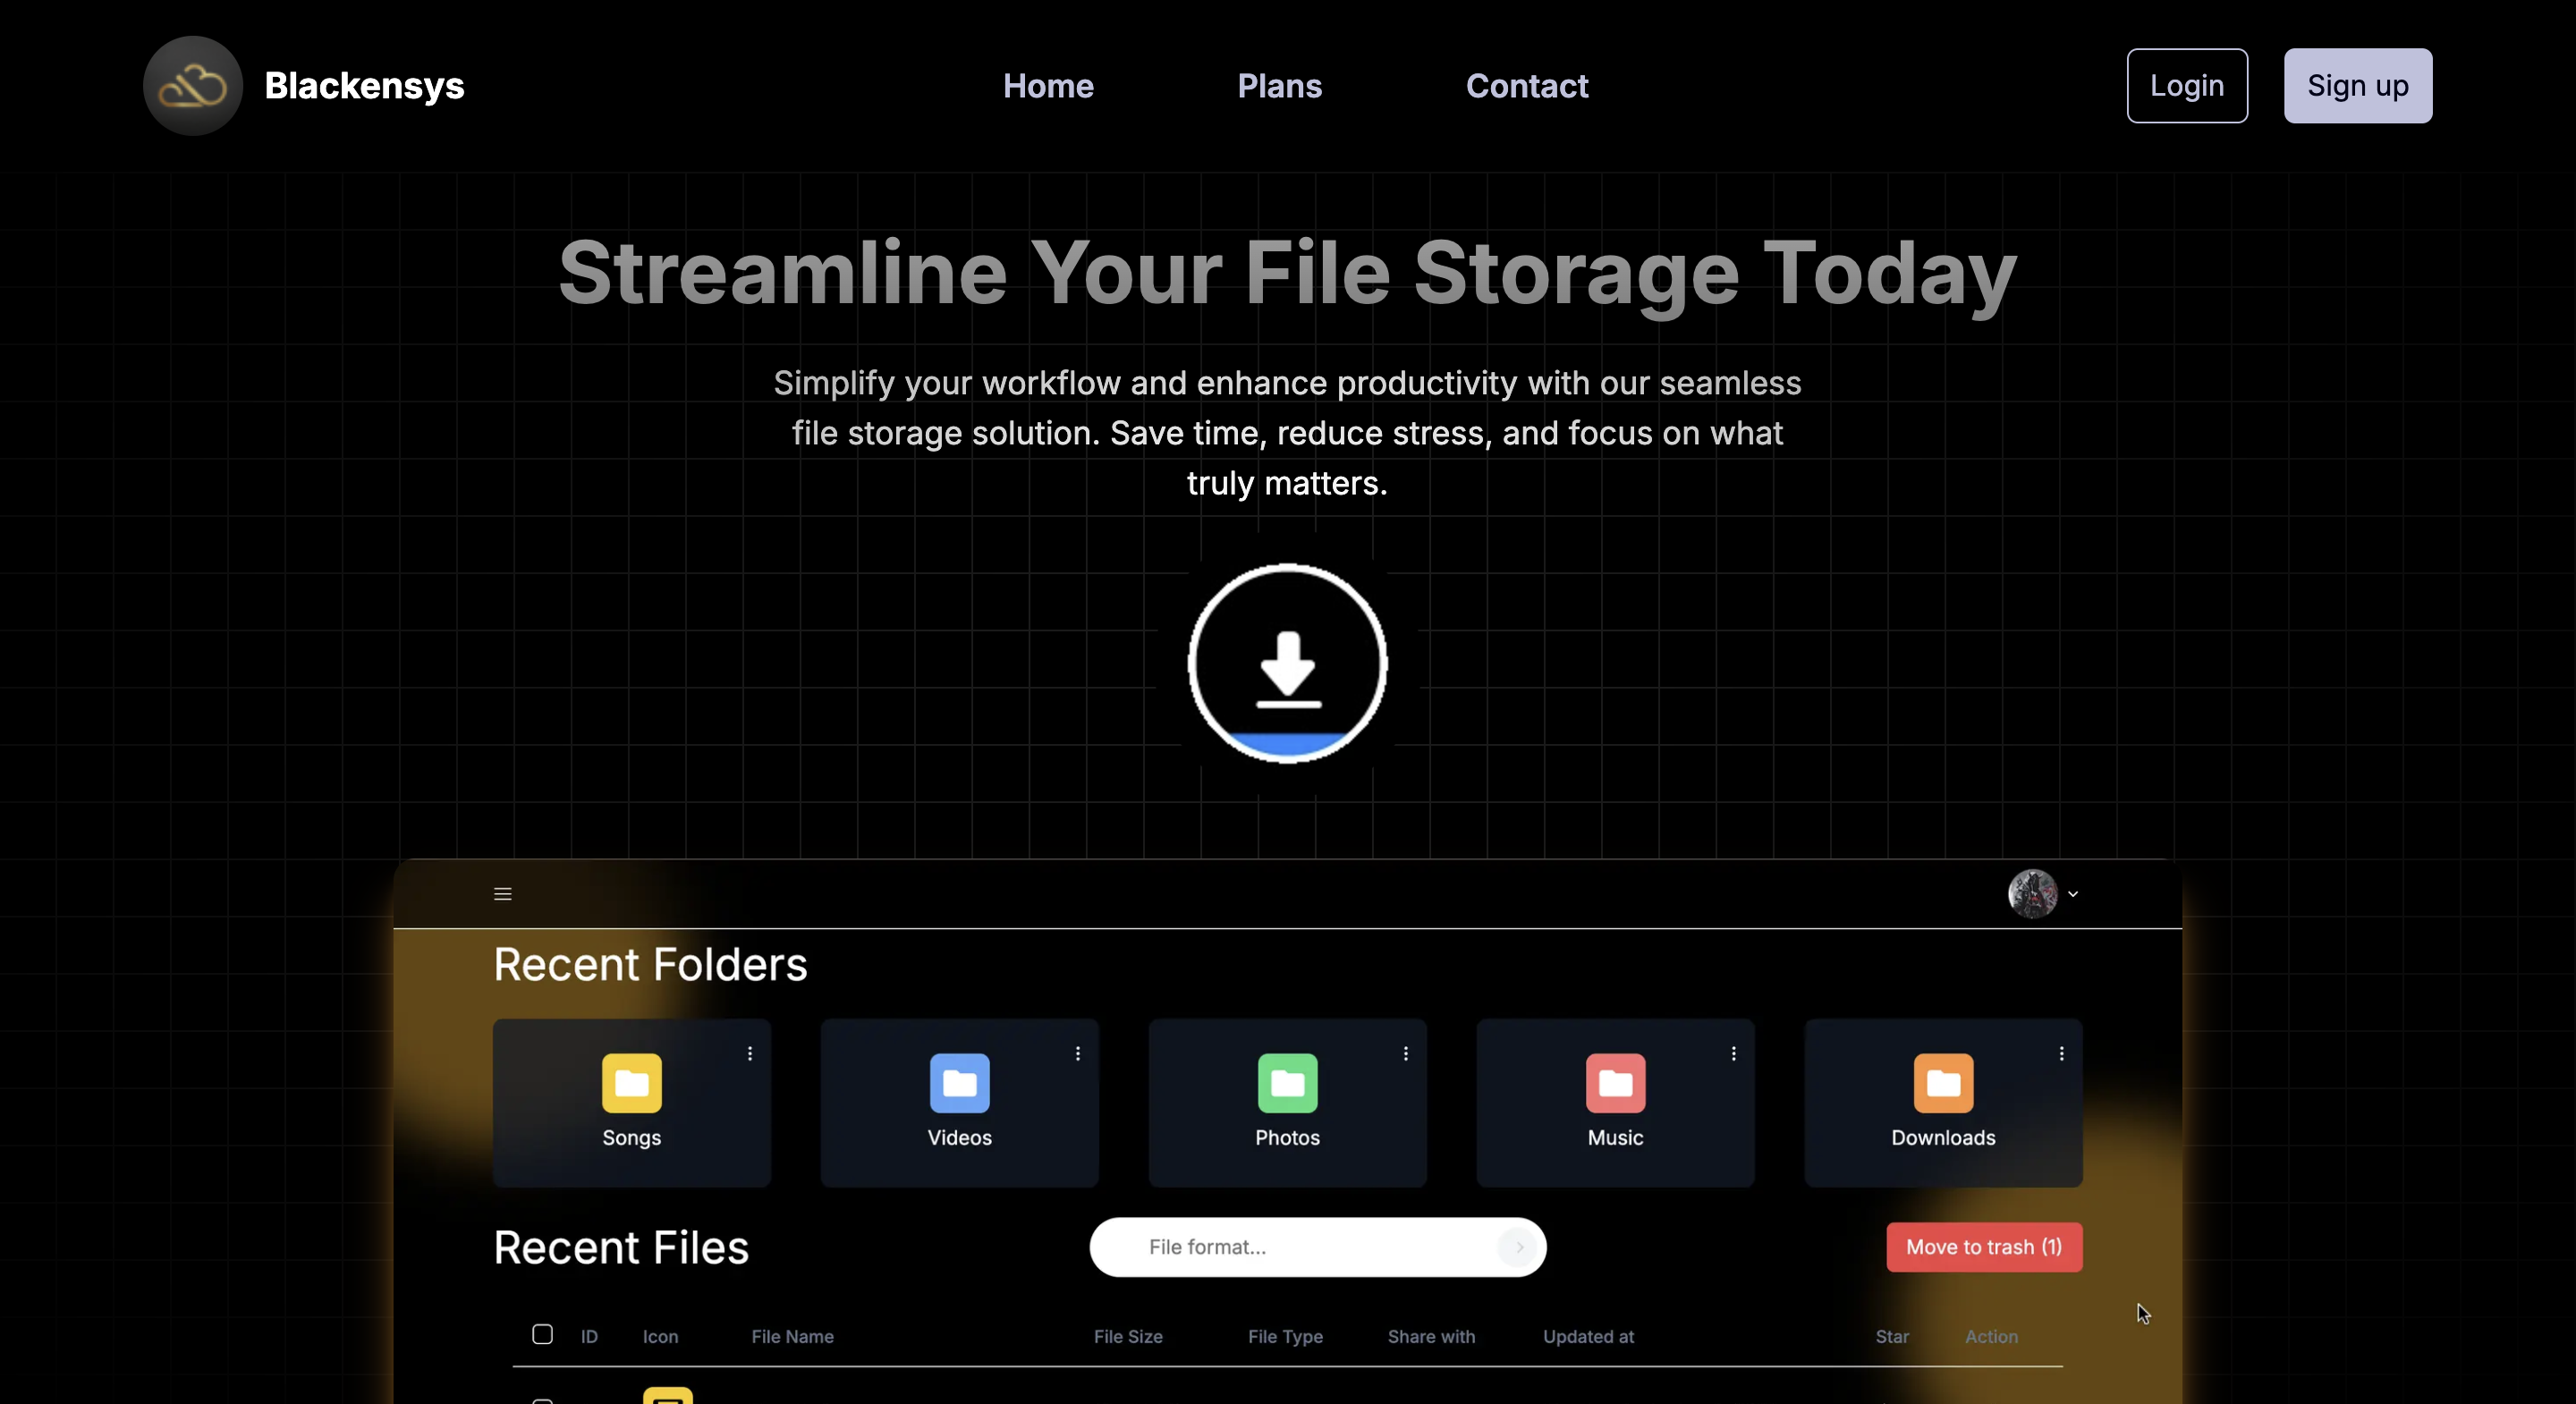 Blackensys
Home
Plans
Contact
Login
Sign up
Streamline Your File Storage Today
Simplify your workflow and enhance productivity with our seamless
file storage solution. Save time, reduce stress, and focus on what
truly matters.
Recent Folders
Songs
Videos
Photos
Music
Downloads
Recent Files
File format...
Move to trash (1)
ID
Icon
File Name
File Size
File Type
Share with
Updated at
Star
Action